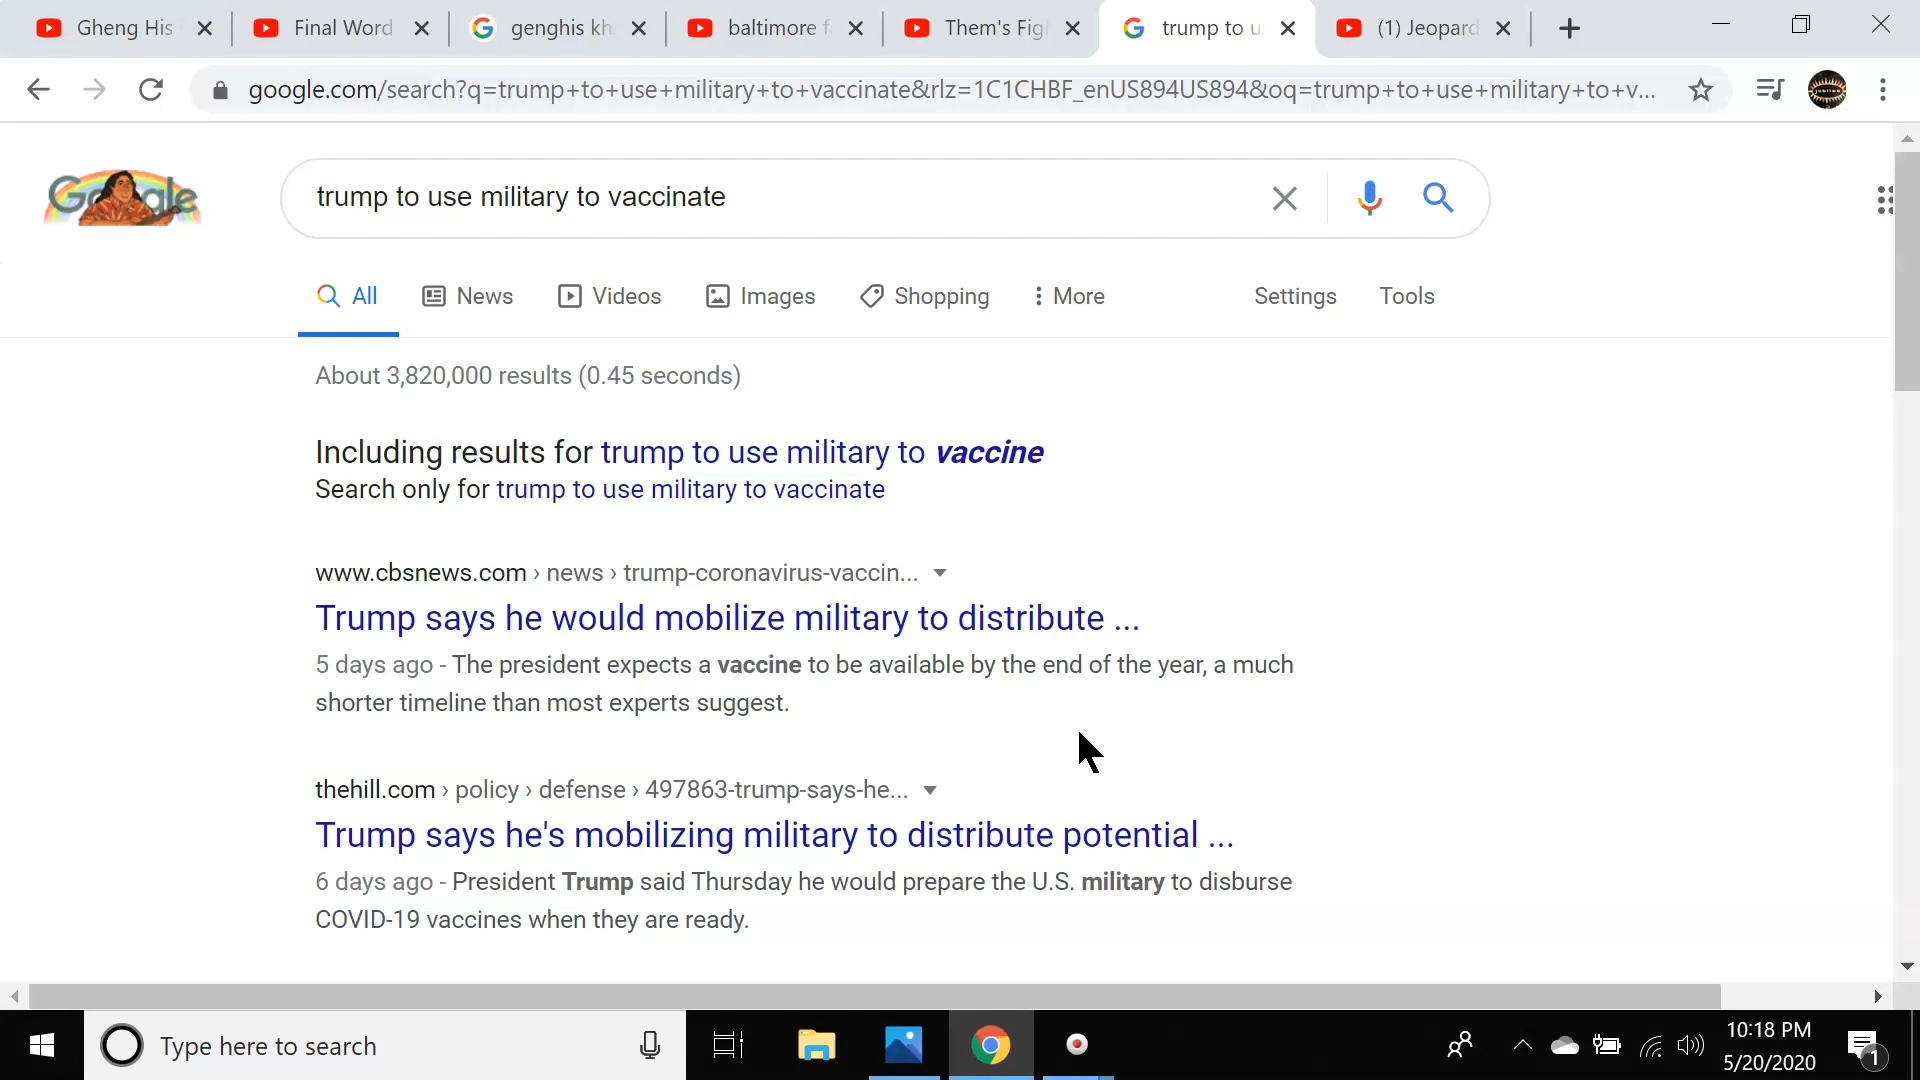 Gheng His
Final Word
genghis kh
baltimore f
Them's Figh
trump to u
(1) Jeopard
google.com/search?q=trump+to+use+military+to+vaccinate&rlz=1C1CHBF_enUS894US894&oq=trump+to+use+military+to+v...
Google
trump to use military to vaccinate
All
News
Videos
Images
Shopping
More
Settings
Tools
About 3,820,000 results (0.45 seconds)
Including results for trump to use military to vaccine
Search only for trump to use military to vaccinate
www.cbsnews.com › news › trump-coronavirus-vaccin...
Trump says he would mobilize military to distribute ...
5 days ago - The president expects a vaccine to be available by the end of the year, a much
shorter timeline than most experts suggest.
thehill.com › policy › defense › 497863-trump-says-he...
Trump says he's mobilizing military to distribute potential ...
6 days ago - President Trump said Thursday he would prepare the U.S. military to disburse
COVID-19 vaccines when they are ready.
Type here to search
10:18 PM
5/20/2020
1